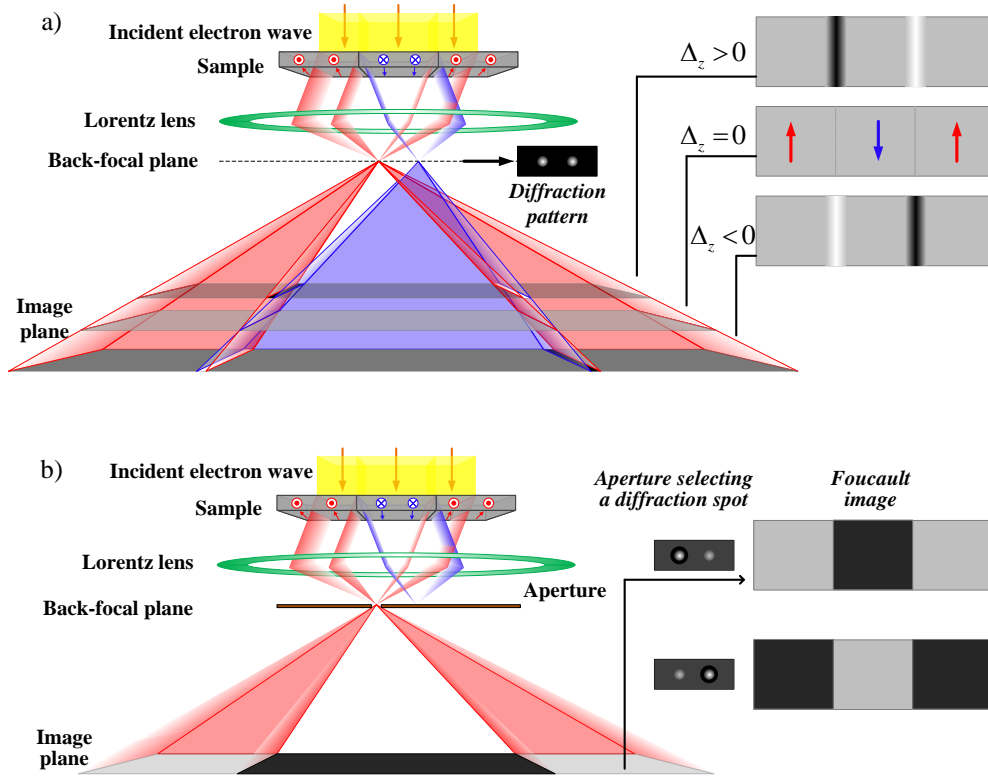 a)
Incident electron wave
Sample
Lorentz lens
Back-focal plane
Diffraction
pattern
Image
plane
Δz > 0
Δz = 0
Δz < 0
b)
Incident electron wave
Sample
Lorentz lens
Back-focal plane
Aperture
Image
plane
Aperture selecting
a diffraction spot
Foucault
image